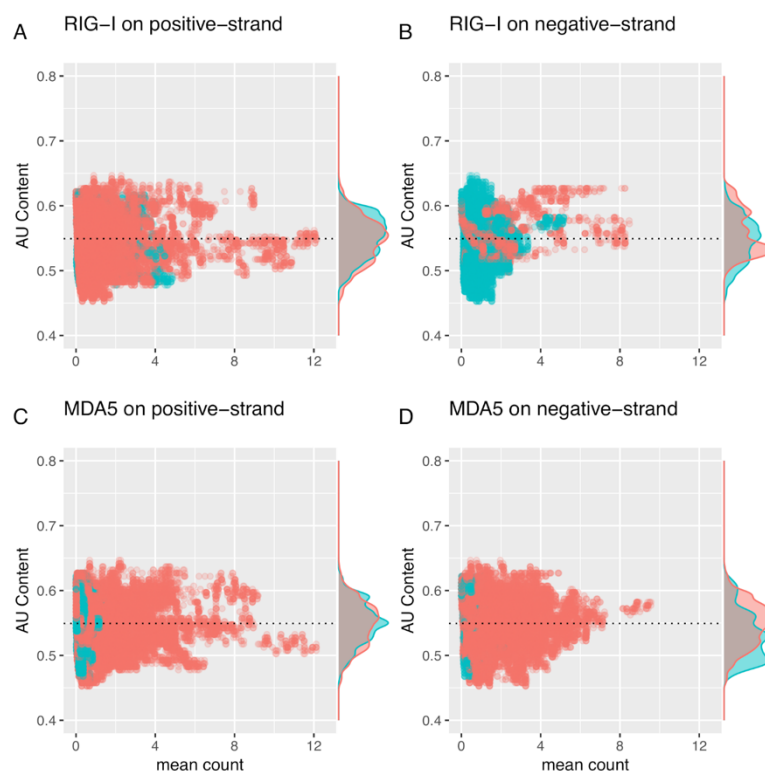 A RIG−I on positive−strand
B RIG−I on negative−strand
AU Content
0.8
0.7
0.6
0.5
0.4
0 4 8 12
AU Content
0.8
0.7
0.6
0.5
0.4
0 4 8 12
C MDA5 on positive−strand
D MDA5 on negative−strand
AU Content
0.8
0.7
0.6
0.5
0.4
0 4 8 12
mean count
AU Content
0.8
0.7
0.6
0.5
0.4
0 4 8 12
mean count